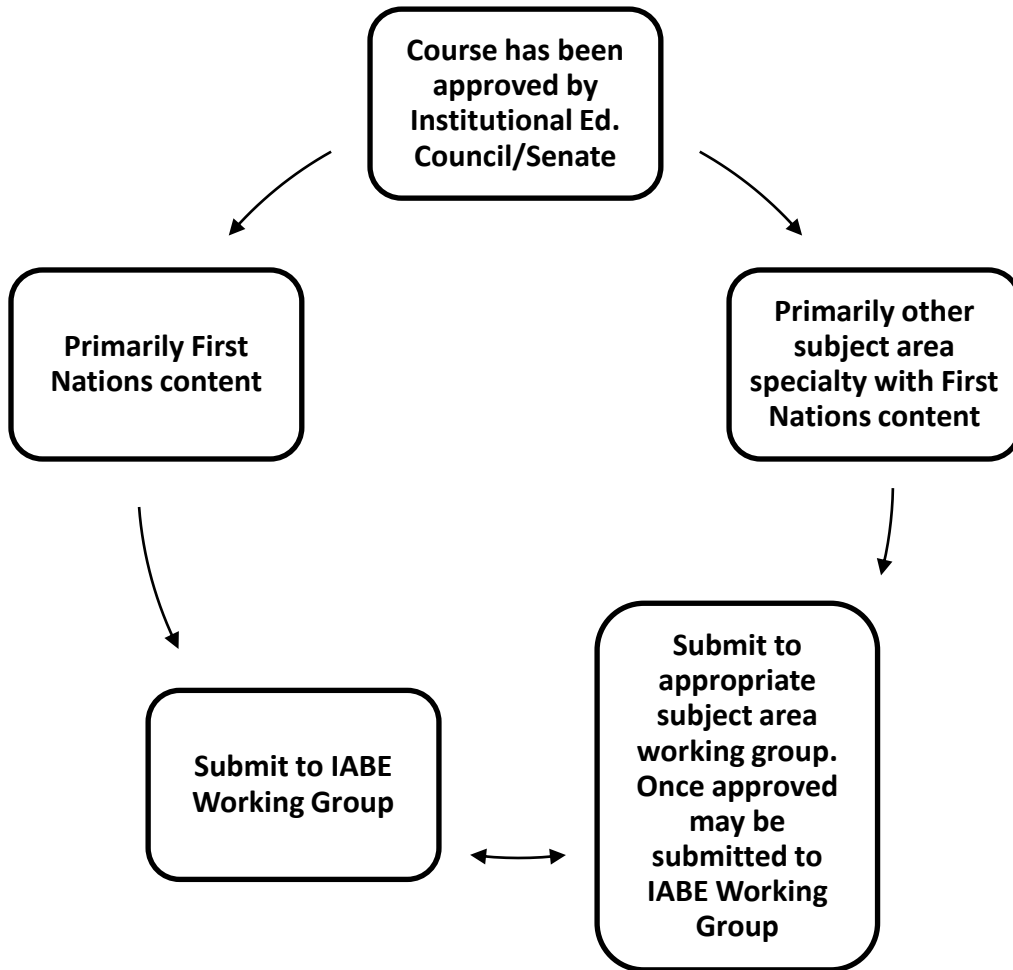 Course has been
approved by
Institutional Ed.
Council/Senate
Primarily First
Nations content
Primarily other
subject area
specialty with First
Nations content
Submit to IABE
Working Group
Submit to
appropriate
subject area
working group.
Once approved
may be
submitted to
IABE Working
Group